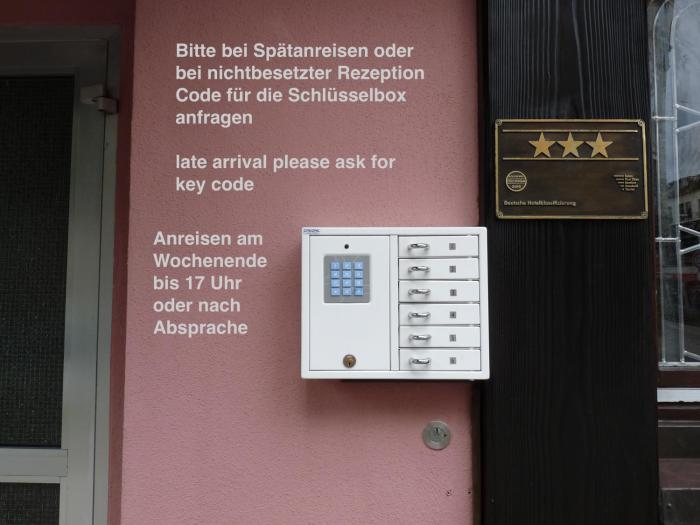 Bitte bei Spätanreisen oder
bei nichtbesetzter Rezeption
Code für die Schlüsselbox
anfragen
late arrival please ask for
key code
Anreisen am
Wochenende
bis 17 Uhr
oder nach
Absprache
Deutsche Hotelklassifizierung